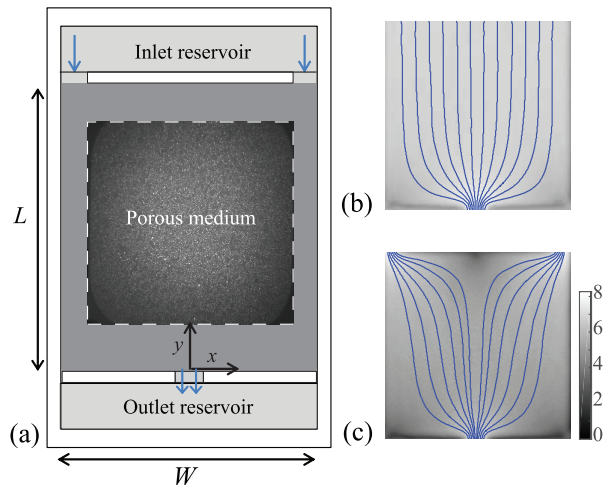 Inlet reservoir
L
Porous medium
y
x
Outlet reservoir
(a)
W
(b)
(c)
8
6
4
2
0